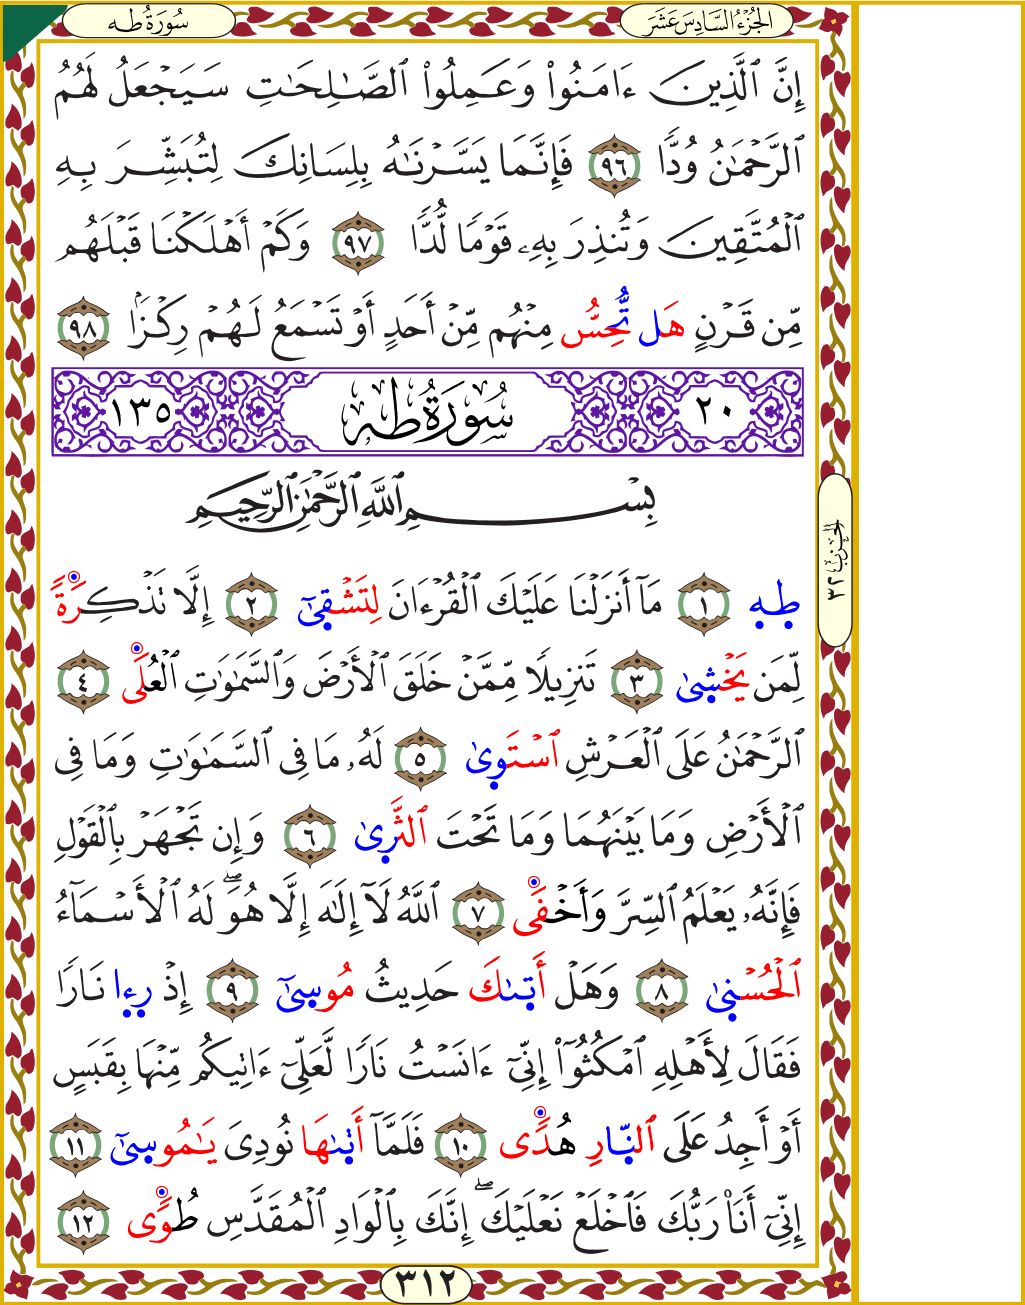 الجُزْءُ السَّادِسَ عَشَرَ
سُورَةُ طه
إِنَّ ٱلَّذِينَ ءَامَنُوا۟ وَعَمِلُوا۟ ٱلصَّـٰلِحَـٰتِ سَيَجْعَلُ لَهُمُ
ٱلرَّحْمَـٰنُ وُدًّا ٩٦ فَإِنَّمَا يَسَّرْنَـٰهُ بِلِسَانِكَ لِتُبَشِّرَ بِهِ
ٱلْمُتَّقِينَ وَتُنذِرَ بِهِۦ قَوْمًا لُّدًّا ٩٧ وَكَمْ أَهْلَكْنَا قَبْلَهُم
مِّن قَرْنٍ هَل تُّحِسُّ مِنْهُم مِّنْ أَحَدٍ أَوْ تَسْمَعُ لَهُمْ رِكْزًۢا ٩٨
٢٠ سُورَةُ طه ١٣٥
بِسْمِ ٱللَّهِ ٱلرَّحْمَـٰنِ ٱلرَّحِيمِ
طه ١ مَآ أَنزَلْنَا عَلَيْكَ ٱلْقُرْءَانَ لِتَشْقَىٰٓ ٢ إِلَّا تَذْكِرَةً
لِّمَن يَخْشَىٰ ٣ تَنزِيلًا مِّمَّنْ خَلَقَ ٱلْأَرْضَ وَٱلسَّمَـٰوَٰتِ ٱلْعُلَى ٤
ٱلرَّحْمَـٰنُ عَلَى ٱلْعَرْشِ ٱسْتَوَىٰ ٥ لَهُۥ مَا فِى ٱلسَّمَـٰوَٰتِ وَمَا فِى
ٱلْأَرْضِ وَمَا بَيْنَهُمَا وَمَا تَحْتَ ٱلثَّرَىٰ ٦ وَإِن تَجْهَرْ بِٱلْقَوْلِ
فَإِنَّهُۥ يَعْلَمُ ٱلسِّرَّ وَأَخْفَى ٧ ٱللَّهُ لَآ إِلَـٰهَ إِلَّا هُوَ ۖ لَهُ ٱلْأَسْمَآءُ
ٱلْحُسْنَىٰ ٨ وَهَلْ أَتَىٰكَ حَدِيثُ مُوسَىٰٓ ٩ إِذْ رِءَا نَارًا
فَقَالَ لِأَهْلِهِ ٱمْكُثُوٓا۟ إِنِّىٓ ءَانَسْتُ نَارًا لَّعَلِّىٓ ءَاتِيكُم مِّنْهَا بِقَبَسٍ
أَوْ أَجِدُ عَلَى ٱلنَّارِ هُدًى ١٠ فَلَمَّآ أَتَىٰهَا نُودِىَ يَـٰمُوسَىٰٓ ١١
إِنِّىٓ أَنَا۠ رَبُّكَ فَٱخْلَعْ نَعْلَيْكَ ۖ إِنَّكَ بِٱلْوَادِ ٱلْمُقَدَّسِ طُوًى ١٢
الحِزْب ٣٢
٣١٢